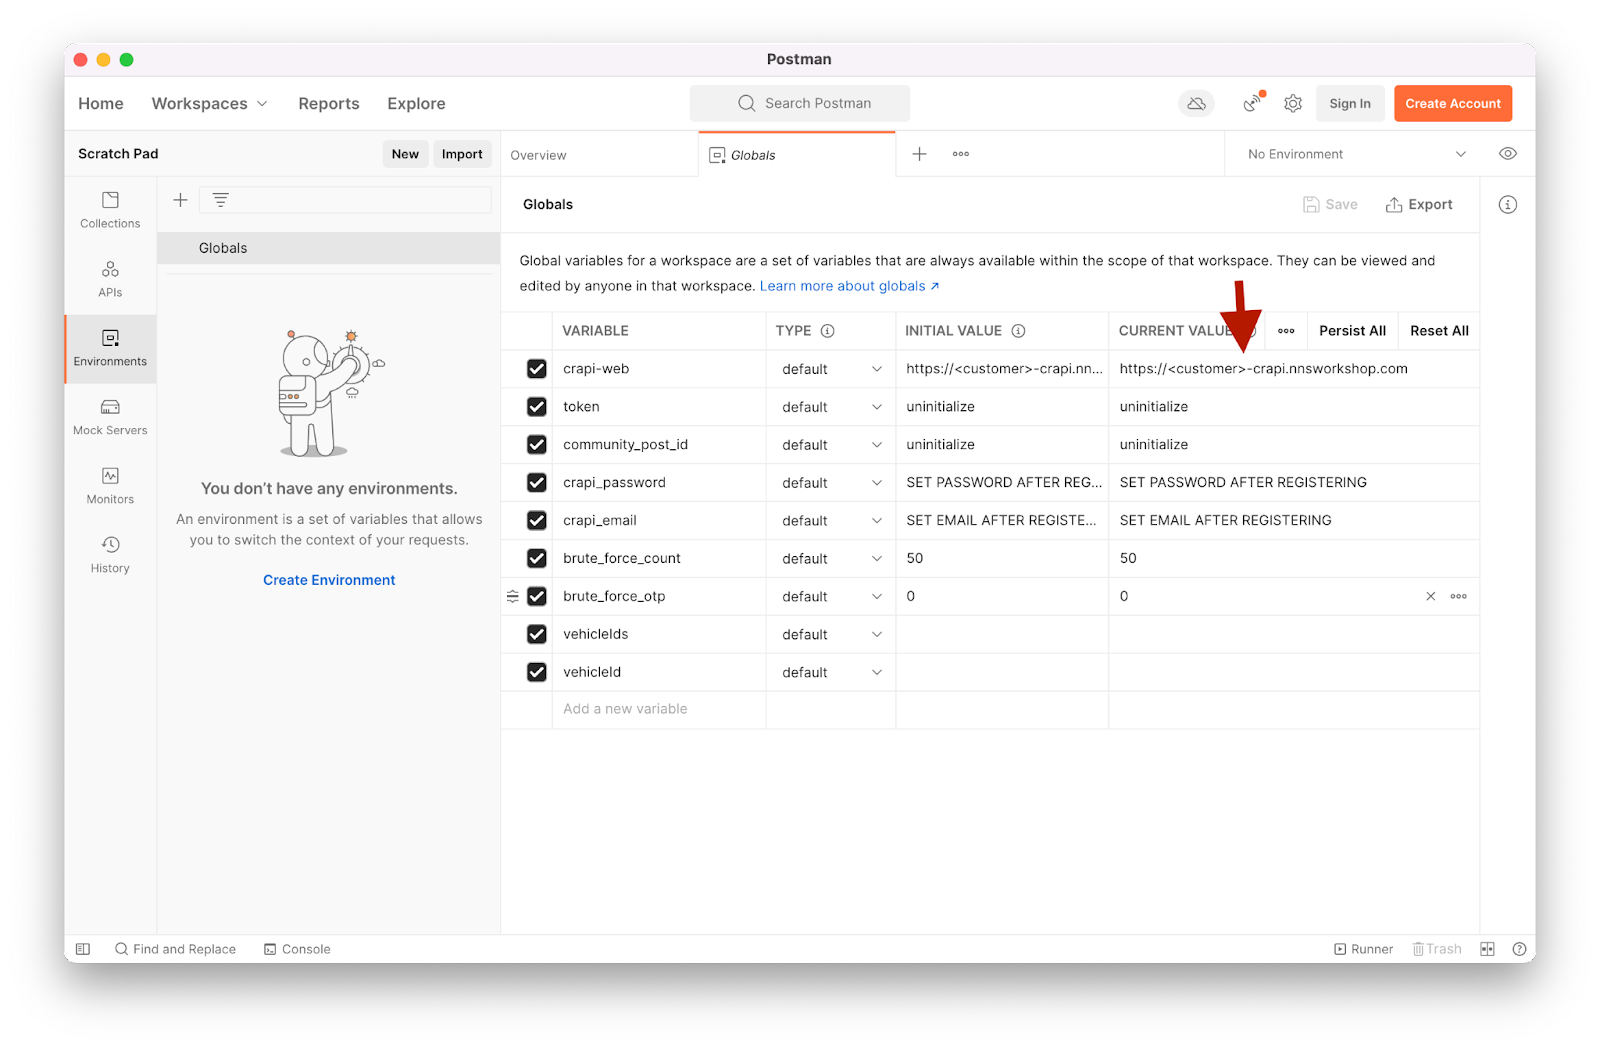 Postman
Home Workspaces Reports Explore Search Postman Sign In Create Account
Scratch Pad New Import Overview Globals No Environment
Collections
APIs
Environments
Mock Servers
Monitors
History
Globals
You don’t have any environments.
An environment is a set of variables that allows
you to switch the context of your requests.
Create Environment
Globals Save Export
Global variables for a workspace are a set of variables that are always available within the scope of that workspace. They can be viewed and
edited by anyone in that workspace. Learn more about globals ↗
VARIABLE TYPE INITIAL VALUE CURRENT VALUE Persist All Reset All
crapi-web default https://<customer>-crapi.nn... https://<customer>-crapi.nnsworkshop.com
token default uninitialize uninitialize
community_post_id default uninitialize uninitialize
crapi_password default SET PASSWORD AFTER REG... SET PASSWORD AFTER REGISTERING
crapi_email default SET EMAIL AFTER REGISTE... SET EMAIL AFTER REGISTERING
brute_force_count default 50 50
brute_force_otp default 0 0
vehicleIds default
vehicleId default
Add a new variable
Find and Replace Console Runner Trash